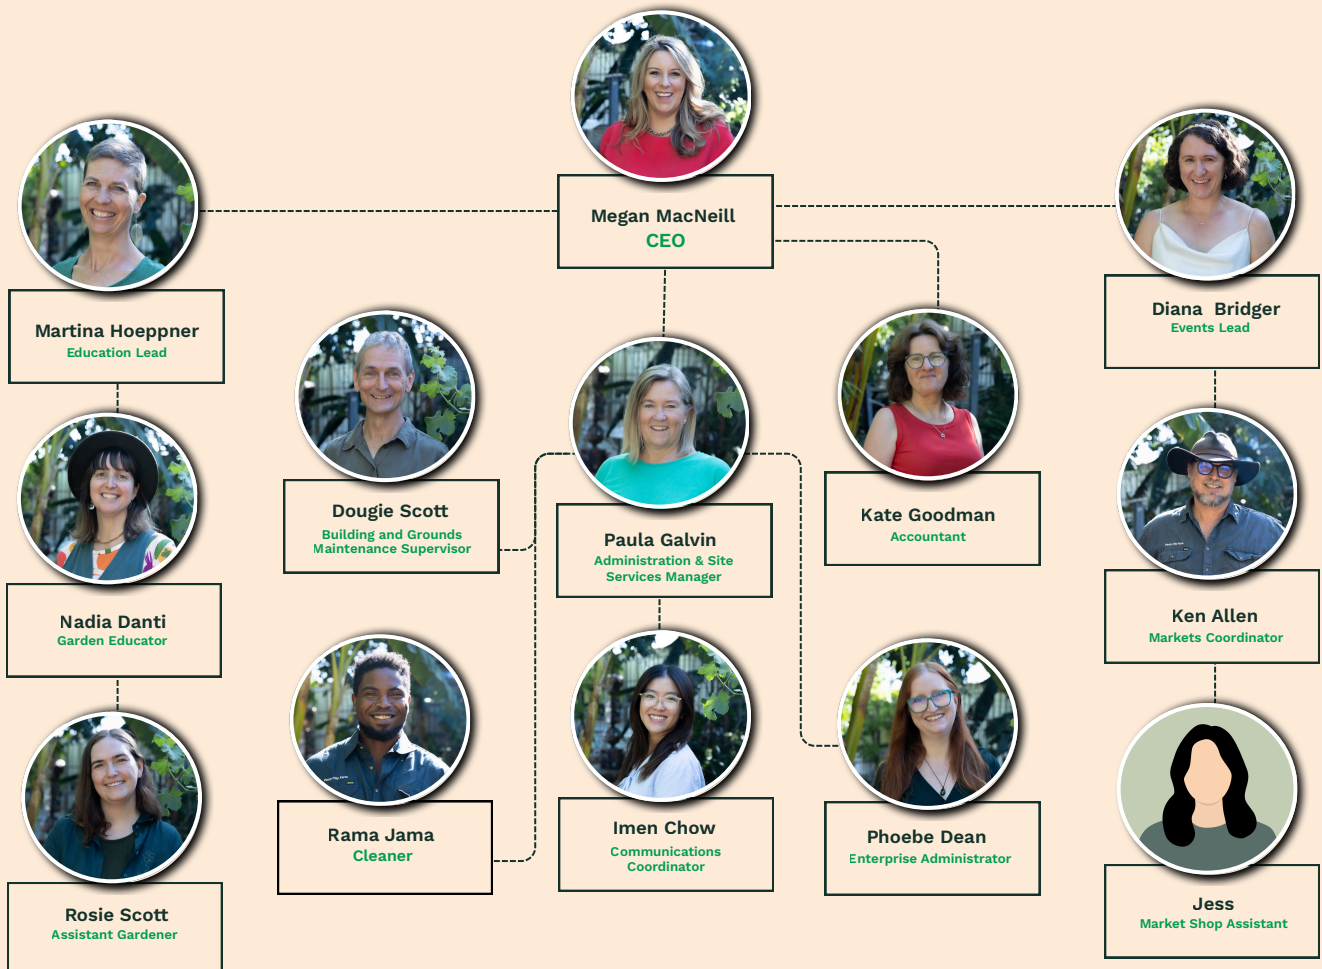 Megan MacNeill
CEO
Martina Hoeppner
Education Lead
Diana  Bridger
Events Lead
Dougie Scott
Building and Grounds
Maintenance Supervisor
Paula Galvin
Administration & Site
Services Manager
Kate Goodman
Accountant
Nadia Danti
Garden Educator
Ken Allen
Markets Coordinator
Rama Jama
Cleaner
Imen Chow
Communications
Coordinator
Phoebe Dean
Enterprise Administrator
Rosie Scott
Assistant Gardener
Jess
Market Shop Assistant